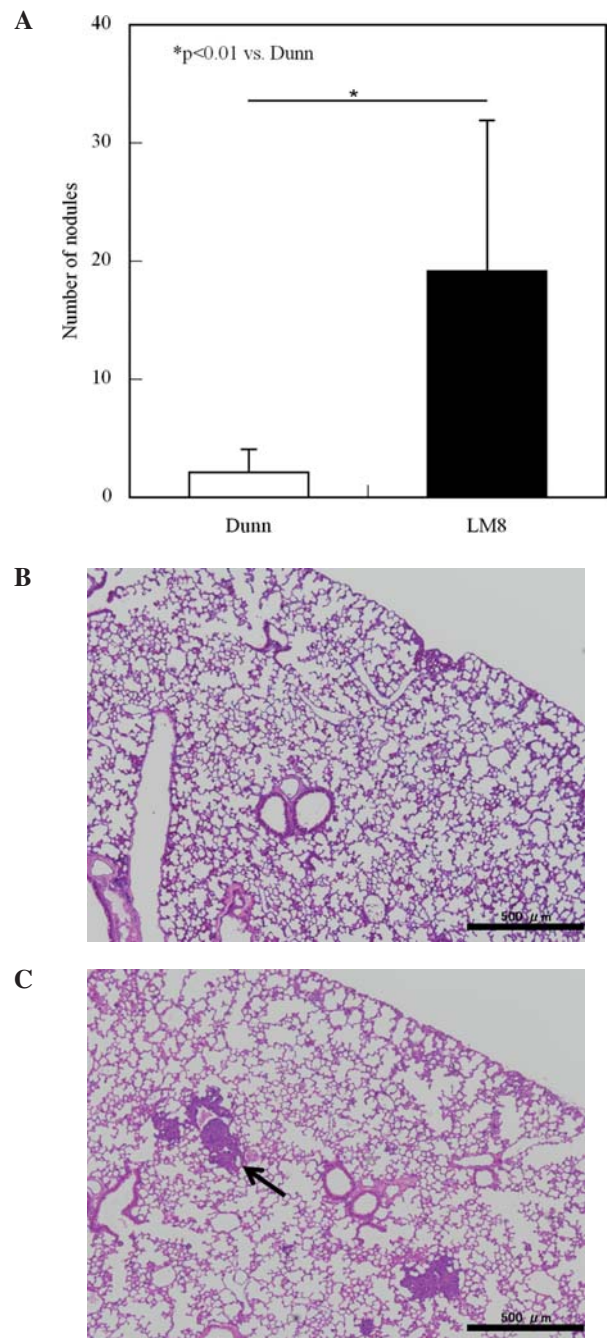 A
40
*p<0.01 vs. Dunn
*
30
Number of nodules
20
10
0
Dunn
LM8
B
500 μm
C
500 μm